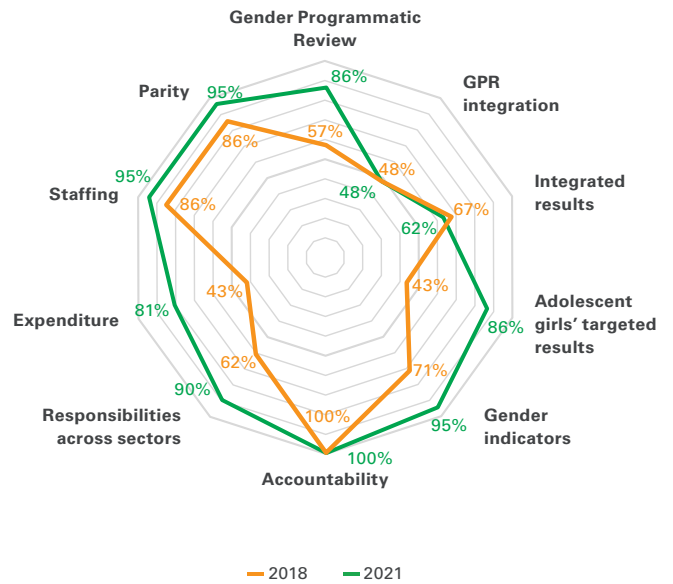 Gender Programmatic
Review
86%
GPR
integration
Parity
95%
86%
57%
48%
48%
Integrated
results
67%
62%
95%
Staffing
86%
43%
43%
Adolescent
girls’ targeted
results
86%
81%
Expenditure
62%
71%
90%
Responsibilities
across sectors
100%
Gender
indicators
95%
100%
Accountability
2018
2021